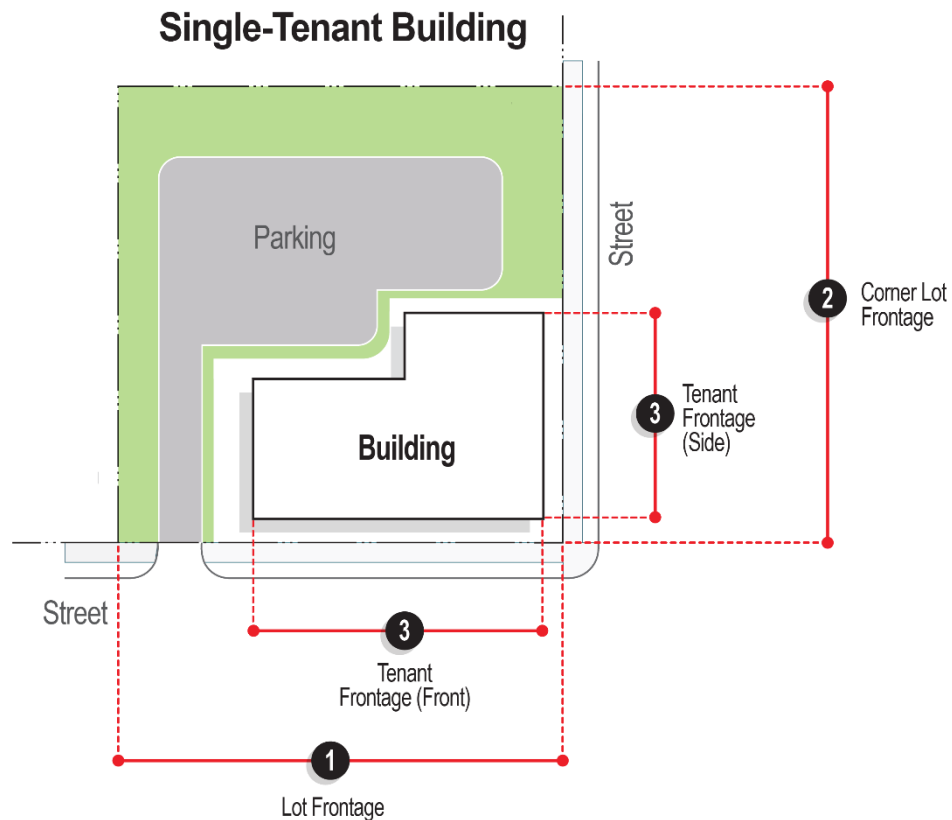 Single-Tenant Building
Parking
Street
2
Corner Lot
Frontage
3
Tenant
Frontage
(Side)
Building
Street
3
Tenant
Frontage (Front)
1
Lot Frontage